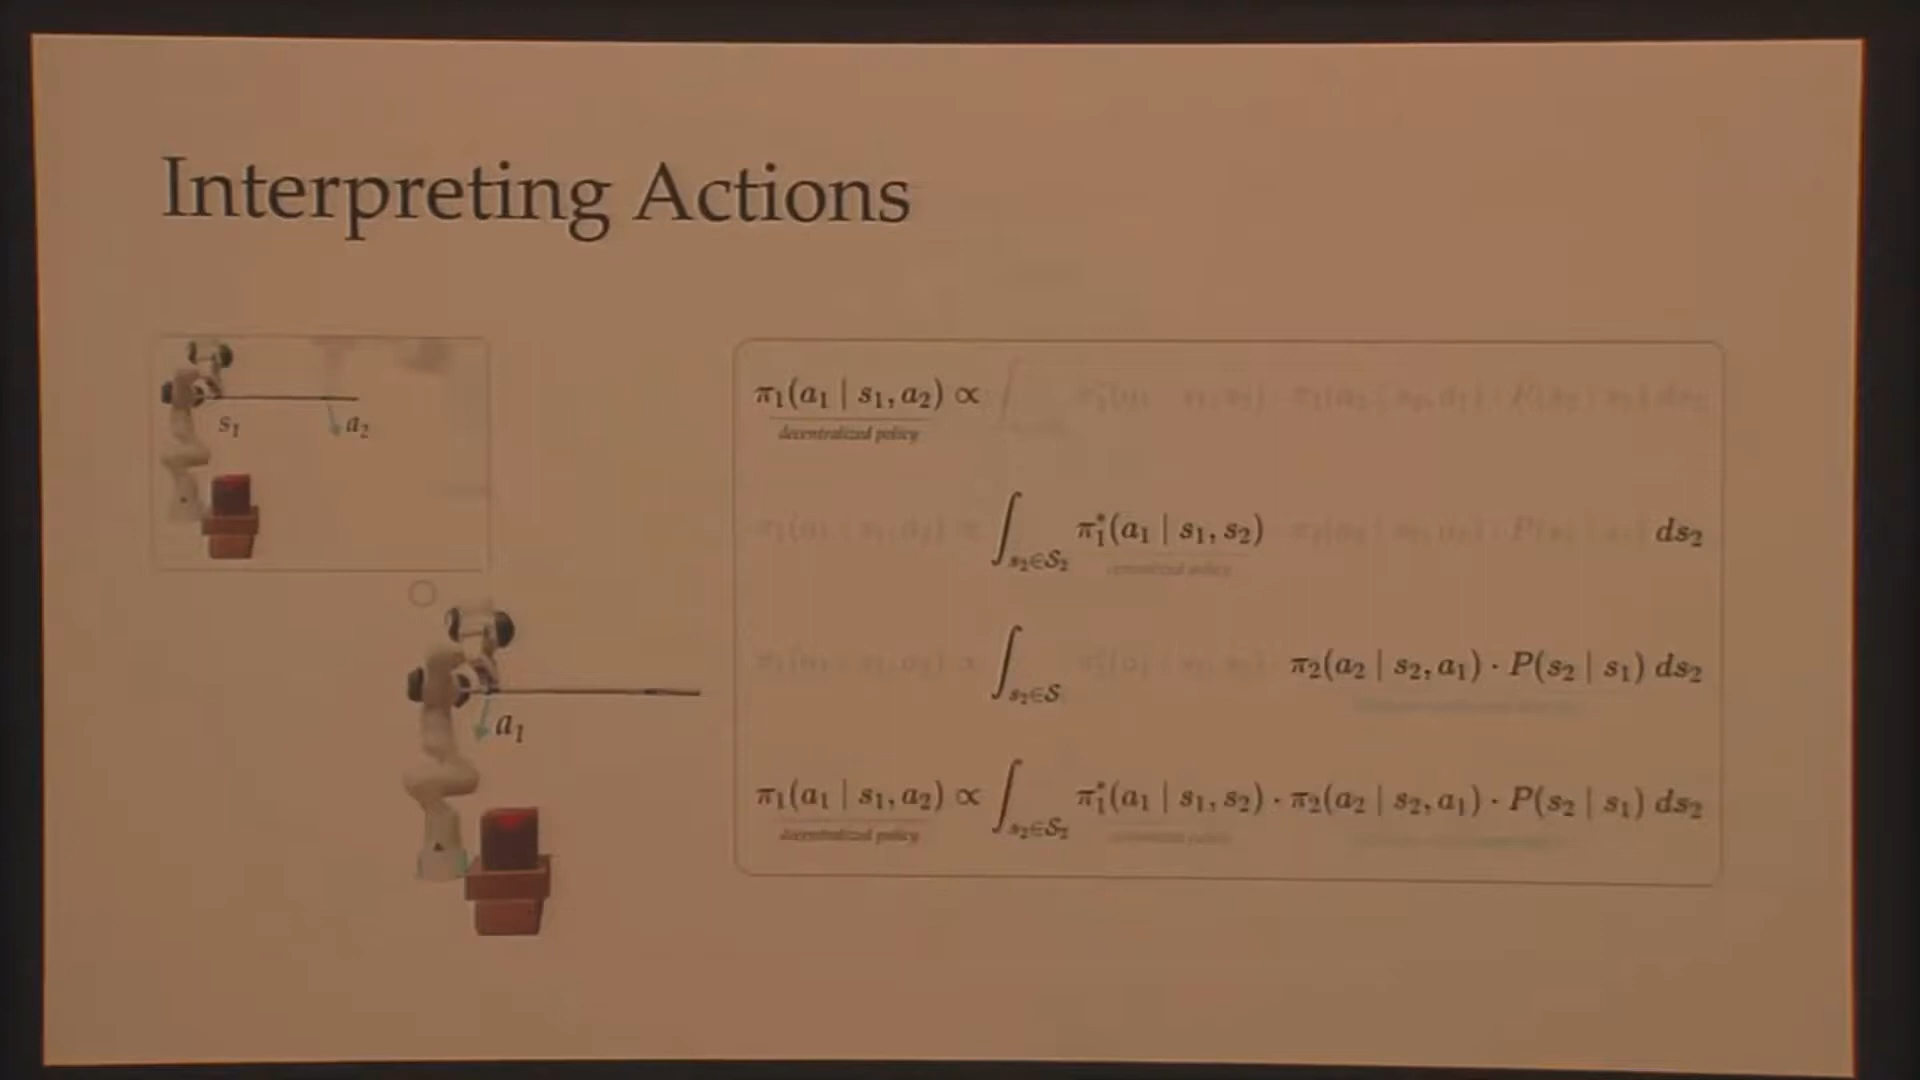 Interpreting Actions
s₁ a₂
a₁
π₁(a₁ | s₁, a₂) ∝
decentralized policy
∫_{s₂∈𝒮₂} π₁*(a₁ | s₁, s₂) ds₂
centralized policy
∫_{s₂∈𝒮} π₂(a₂ | s₂, a₁) · P(s₂ | s₁) ds₂
π₁(a₁ | s₁, a₂) ∝ ∫_{s₂∈𝒮₂} π₁*(a₁ | s₁, s₂) · π₂(a₂ | s₂, a₁) · P(s₂ | s₁) ds₂
decentralized policy